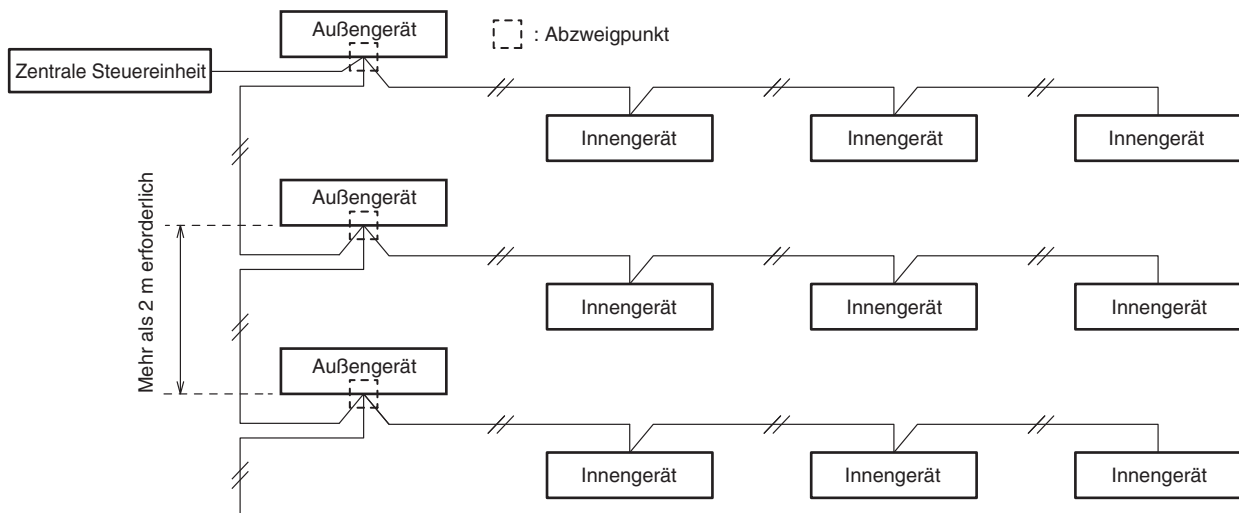 Außengerät
: Abzweigpunkt
Zentrale Steuereinheit
Innengerät
Innengerät
Innengerät
Mehr als 2 m erforderlich
Außengerät
Innengerät
Innengerät
Innengerät
Außengerät
Innengerät
Innengerät
Innengerät